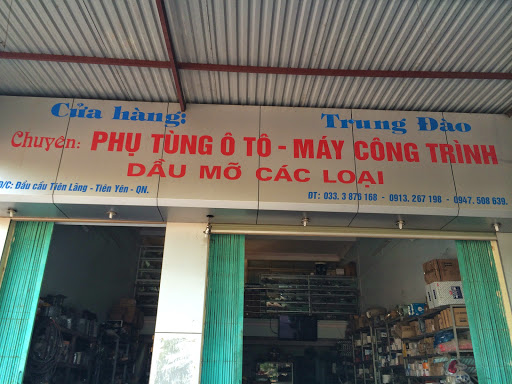 Cửa hàng: Trung Đào
Chuyên: PHỤ TÙNG Ô TÔ - MÁY CÔNG TRÌNH
DẦU MỠ CÁC LOẠI
Đ/C: Đầu cầu Tiên Lãng - Tiên Yên - QN. ĐT: 033. 3 876 168 - 0913. 267 198 - 0947. 508 639.